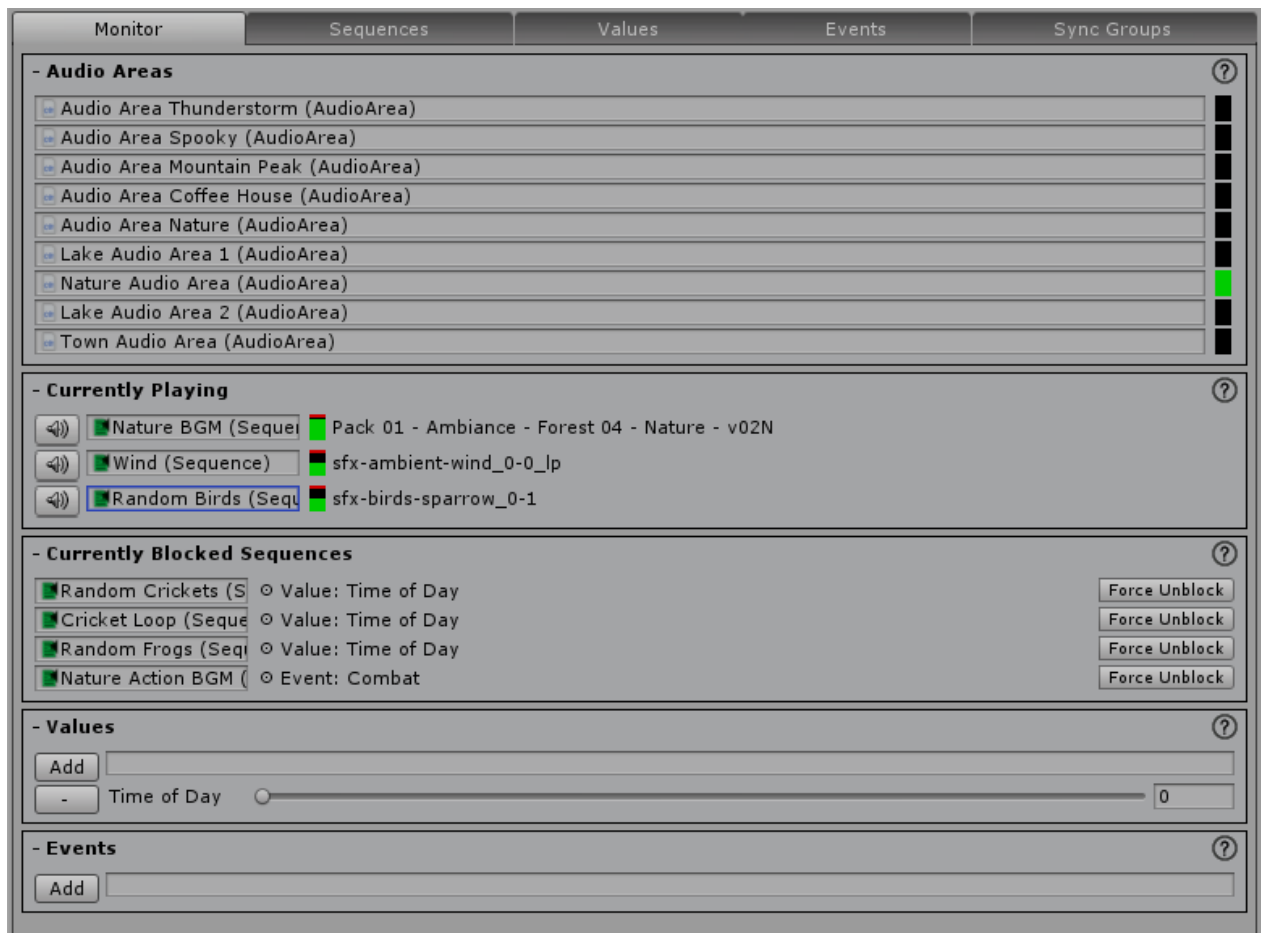 Monitor Sequences Values Events Sync Groups
- Audio Areas ?
Audio Area Thunderstorm (AudioArea)
Audio Area Spooky (AudioArea)
Audio Area Mountain Peak (AudioArea)
Audio Area Coffee House (AudioArea)
Audio Area Nature (AudioArea)
Lake Audio Area 1 (AudioArea)
Nature Audio Area (AudioArea)
Lake Audio Area 2 (AudioArea)
Town Audio Area (AudioArea)
- Currently Playing ?
Nature BGM (Sequen Pack 01 - Ambiance - Forest 04 - Nature - v02N
Wind (Sequence) sfx-ambient-wind_0-0_lp
Random Birds (Sequ sfx-birds-sparrow_0-1
- Currently Blocked Sequences ?
Random Crickets (S Value: Time of Day Force Unblock
Cricket Loop (Seque Value: Time of Day Force Unblock
Random Frogs (Sequ Value: Time of Day Force Unblock
Nature Action BGM ( Event: Combat Force Unblock
- Values ?
Add
- Time of Day 0
- Events ?
Add